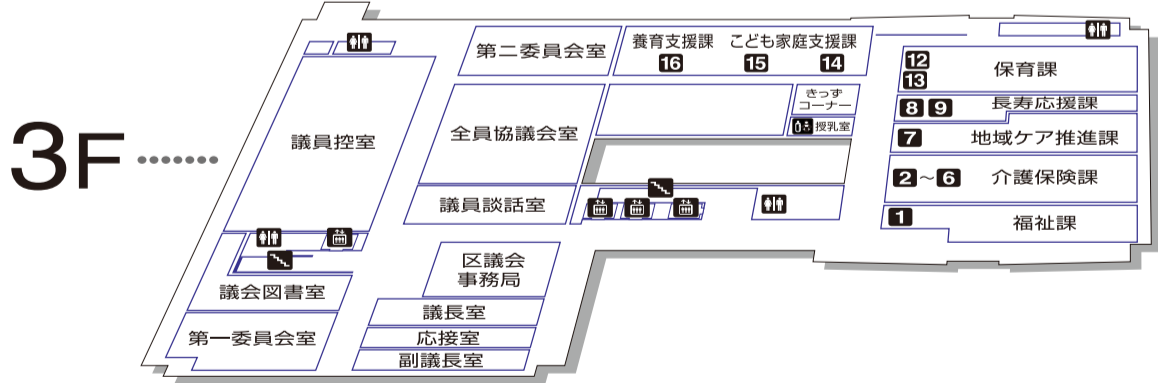 3F
第二委員会室
養育支援課
16
こども家庭支援課
15 14
12
13
保育課
8 9
長寿応援課
7
地域ケア推進課
2～6
介護保険課
1
福祉課
きっず
コーナー
授乳室
議員控室
全員協議会室
議員談話室
区議会
事務局
議会図書室
第一委員会室
議長室
応接室
副議長室